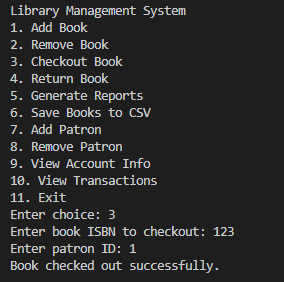 Library Management System
1. Add Book
2. Remove Book
3. Checkout Book
4. Return Book
5. Generate Reports
6. Save Books to CSV
7. Add Patron
8. Remove Patron
9. View Account Info
10. View Transactions
11. Exit
Enter choice: 3
Enter book ISBN to checkout: 123
Enter patron ID: 1
Book checked out successfully.